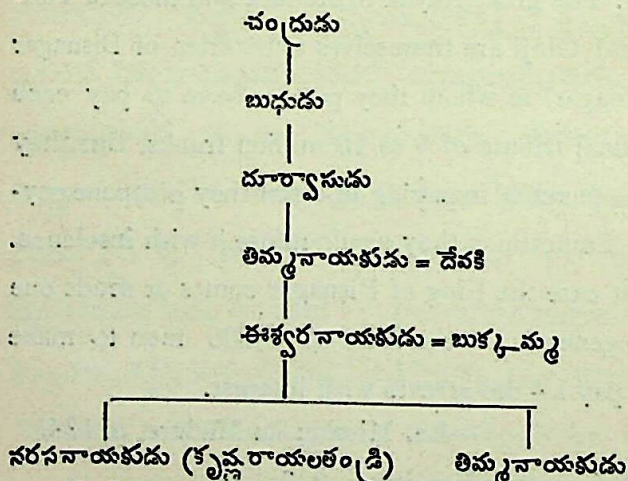 చంద్రుడు
బుధుడు
దూర్వాసుడు
తిమ్మనాయకుడు = దేవకి
ఈశ్వరనాయకుడు = బుక్కమ్మ
నరసనాయకుడు (కృష్ణరాయలతండ్రి) తిమ్మనాయకుడు